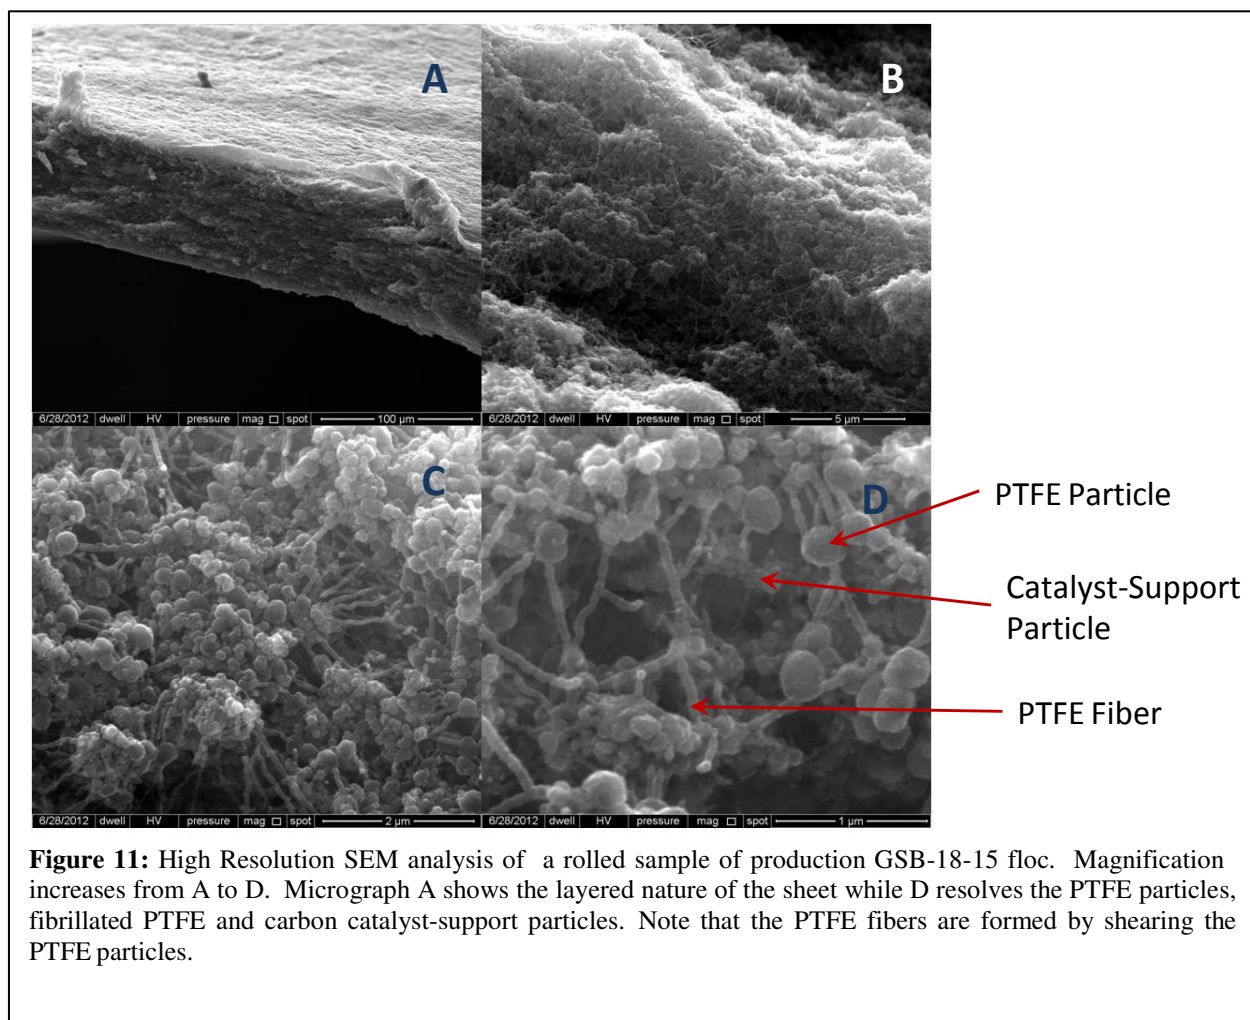 A
B
6/28/2012 dwell HV pressure mag □ spot 100 µm
6/28/2012 dwell HV pressure mag □ spot 5 µm
C
D
PTFE Particle
Catalyst-Support
Particle
PTFE Fiber
6/28/2012 dwell HV pressure mag □ spot 2 µm
6/28/2012 dwell HV pressure mag □ spot 1 µm
Figure 11: High Resolution SEM analysis of a rolled sample of production GSB-18-15 floc. Magnification
increases from A to D. Micrograph A shows the layered nature of the sheet while D resolves the PTFE particles,
fibrillated PTFE and carbon catalyst-support particles. Note that the PTFE fibers are formed by shearing the
PTFE particles.